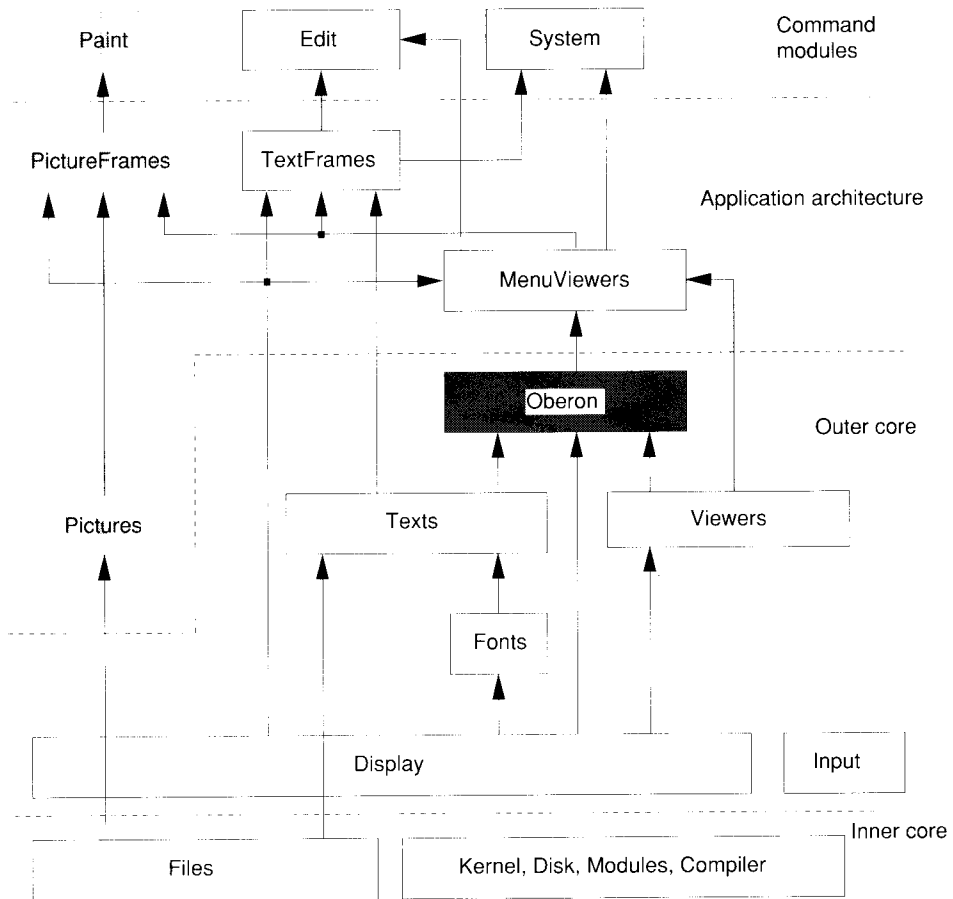 Paint
Edit
System
Command
modules
PictureFrames
TextFrames
Application architecture
MenuViewers
Oberon
Outer core
Pictures
Texts
Viewers
Fonts
Display
Input
Inner core
Files
Kernel, Disk, Modules, Compiler